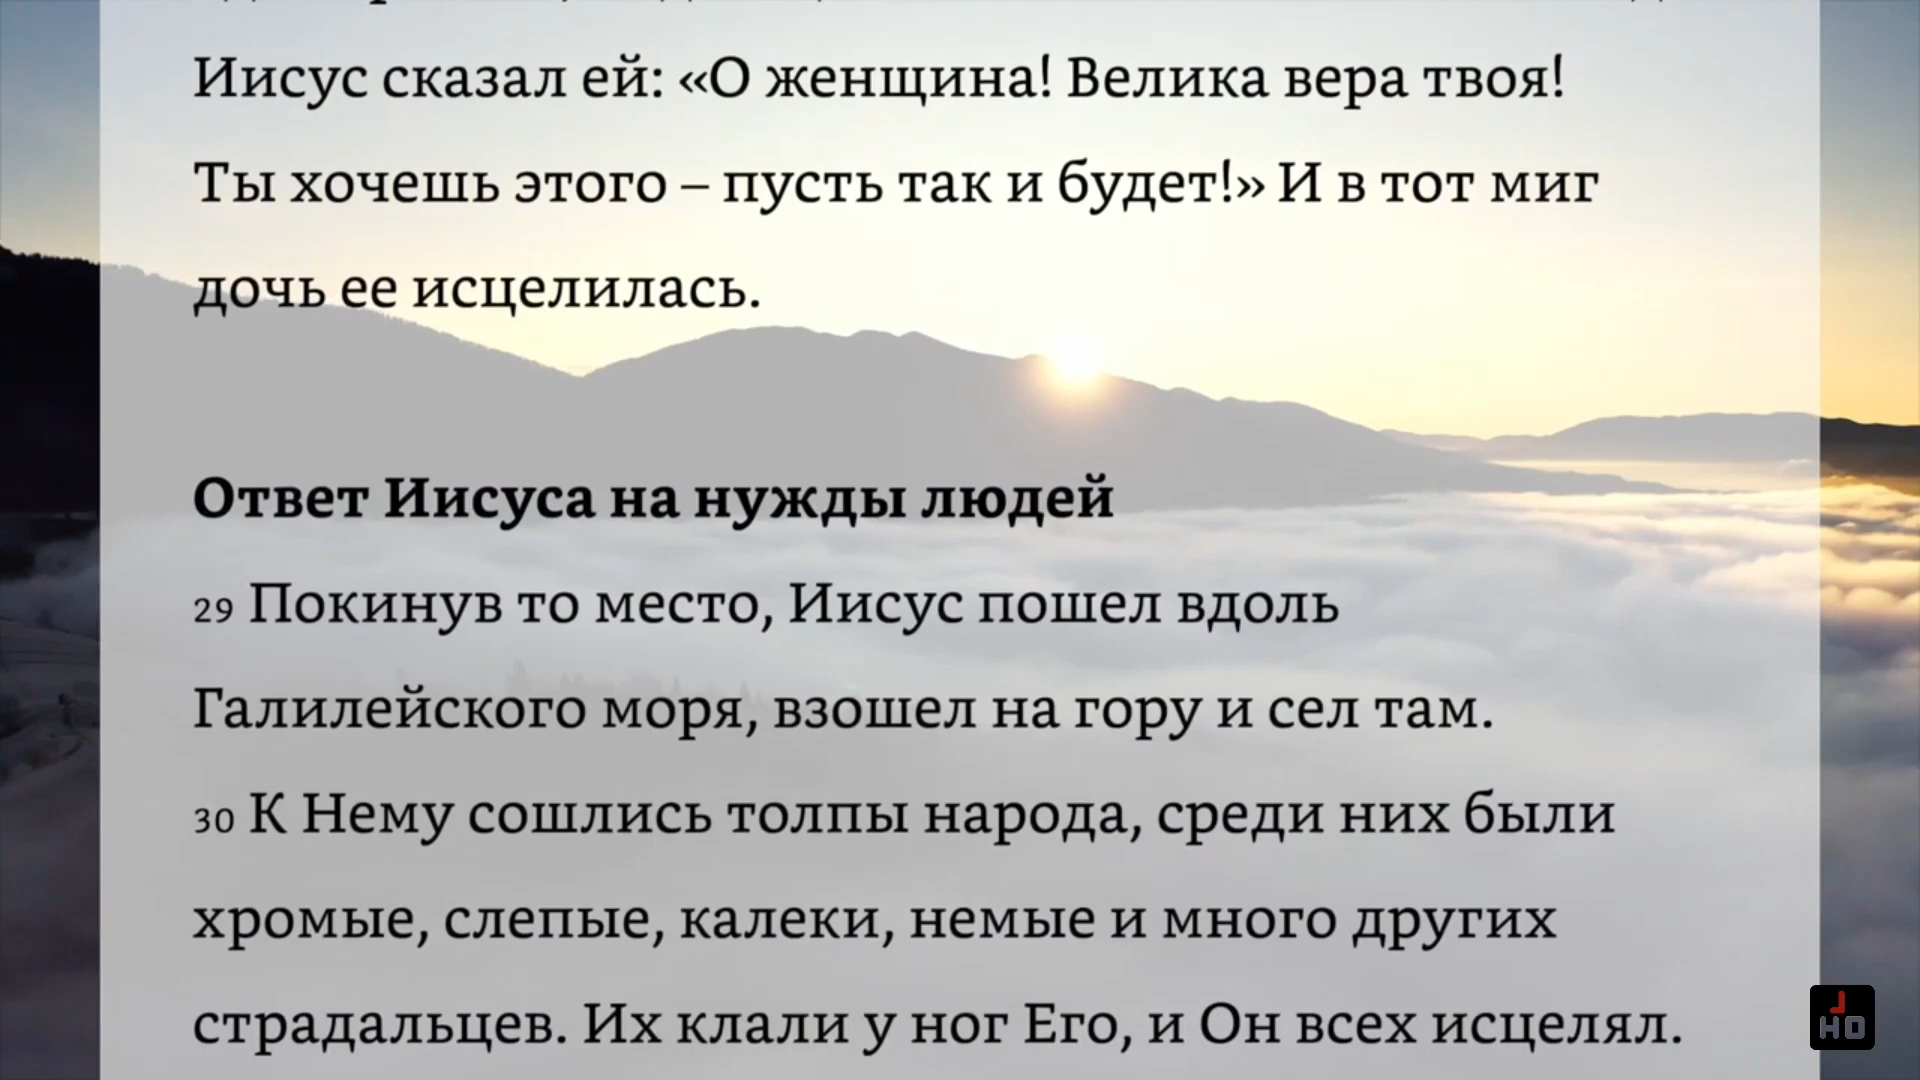 Иисус сказал ей: «О женщина! Велика вера твоя!
Ты хочешь этого – пусть так и будет!» И в тот миг
дочь ее исцелилась.
Ответ Иисуса на нужды людей
29 Покинув то место, Иисус пошел вдоль
Галилейского моря, взошел на гору и сел там.
30 К Нему сошлись толпы народа, среди них были
хромые, слепые, калеки, немые и много других
страдальцев. Их клали у ног Его, и Он всех исцелял.
J
HO